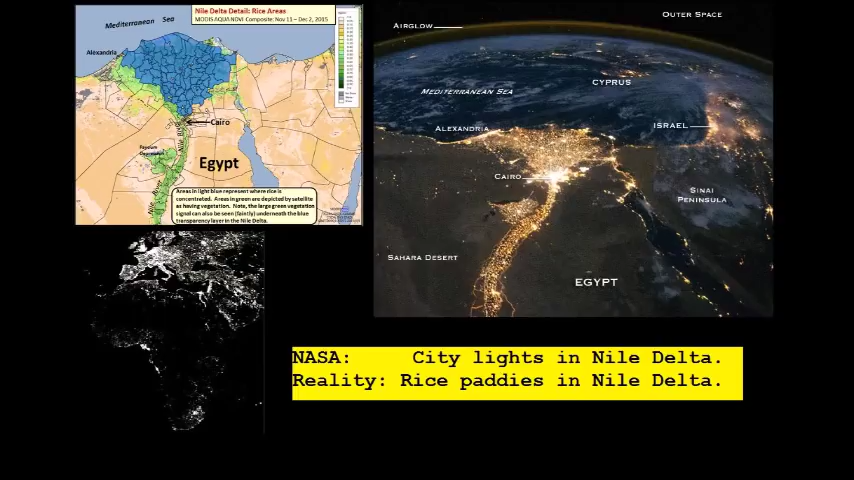 Nile Delta Detail: Rice Areas
MODIS AQUA NDVI Composite: Nov 11 – Dec 2, 2015
Mediterranean Sea
Alexandria
Cairo
Nile River
Fayoum
Depression
Egypt
Areas in light blue represent where rice is
concentrated. Areas in green are depicted by satellite
as having vegetation. Note, the large green vegetation
signal can also be seen (faintly) underneath the blue
transparency layer in the Nile Delta.
AIRGLOW
OUTER SPACE
CYPRUS
MEDITERRANEAN SEA
ALEXANDRIA
ISRAEL
CAIRO
SINAI
PENINSULA
SAHARA DESERT
EGYPT
NASA: City lights in Nile Delta.
Reality: Rice paddies in Nile Delta.